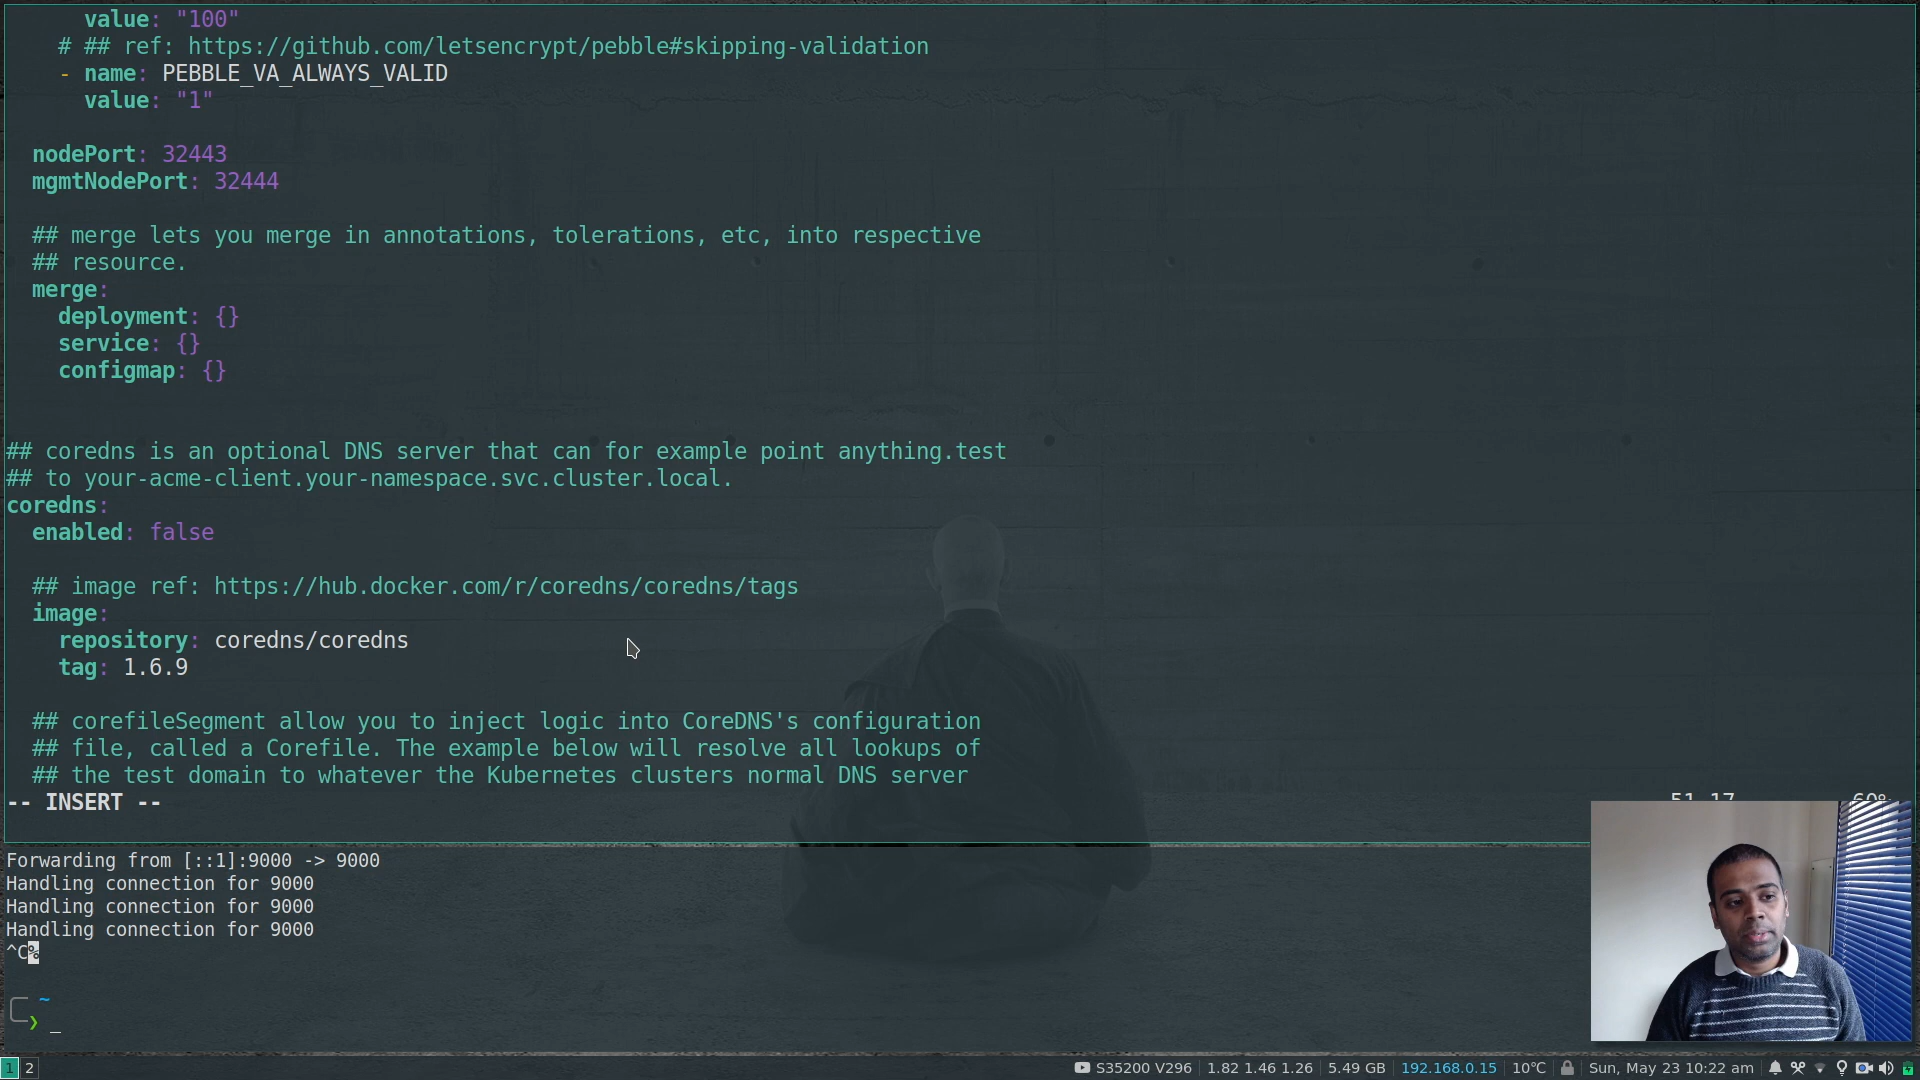 value: "100"
# ## ref: https://github.com/letsencrypt/pebble#skipping-validation
- name: PEBBLE_VA_ALWAYS_VALID
value: "1"
nodePort: 32443
mgmtNodePort: 32444
## merge lets you merge in annotations, tolerations, etc, into respective
## resource.
merge:
deployment: {}
service: {}
configmap: {}
## coredns is an optional DNS server that can for example point anything.test
## to your-acme-client.your-namespace.svc.cluster.local.
coredns:
enabled: false
## image ref: https://hub.docker.com/r/coredns/coredns/tags
image:
repository: coredns/coredns
tag: 1.6.9
## corefileSegment allow you to inject logic into CoreDNS's configuration
## file, called a Corefile. The example below will resolve all lookups of
## the test domain to whatever the Kubernetes clusters normal DNS server
-- INSERT --
Forwarding from [::1]:9000 -> 9000
Handling connection for 9000
Handling connection for 9000
Handling connection for 9000
^C%
~
❯ _
1 2 S35200 V296 1.82 1.46 1.26 5.49 GB 192.168.0.15 10℃ Sun, May 23 10:22 am